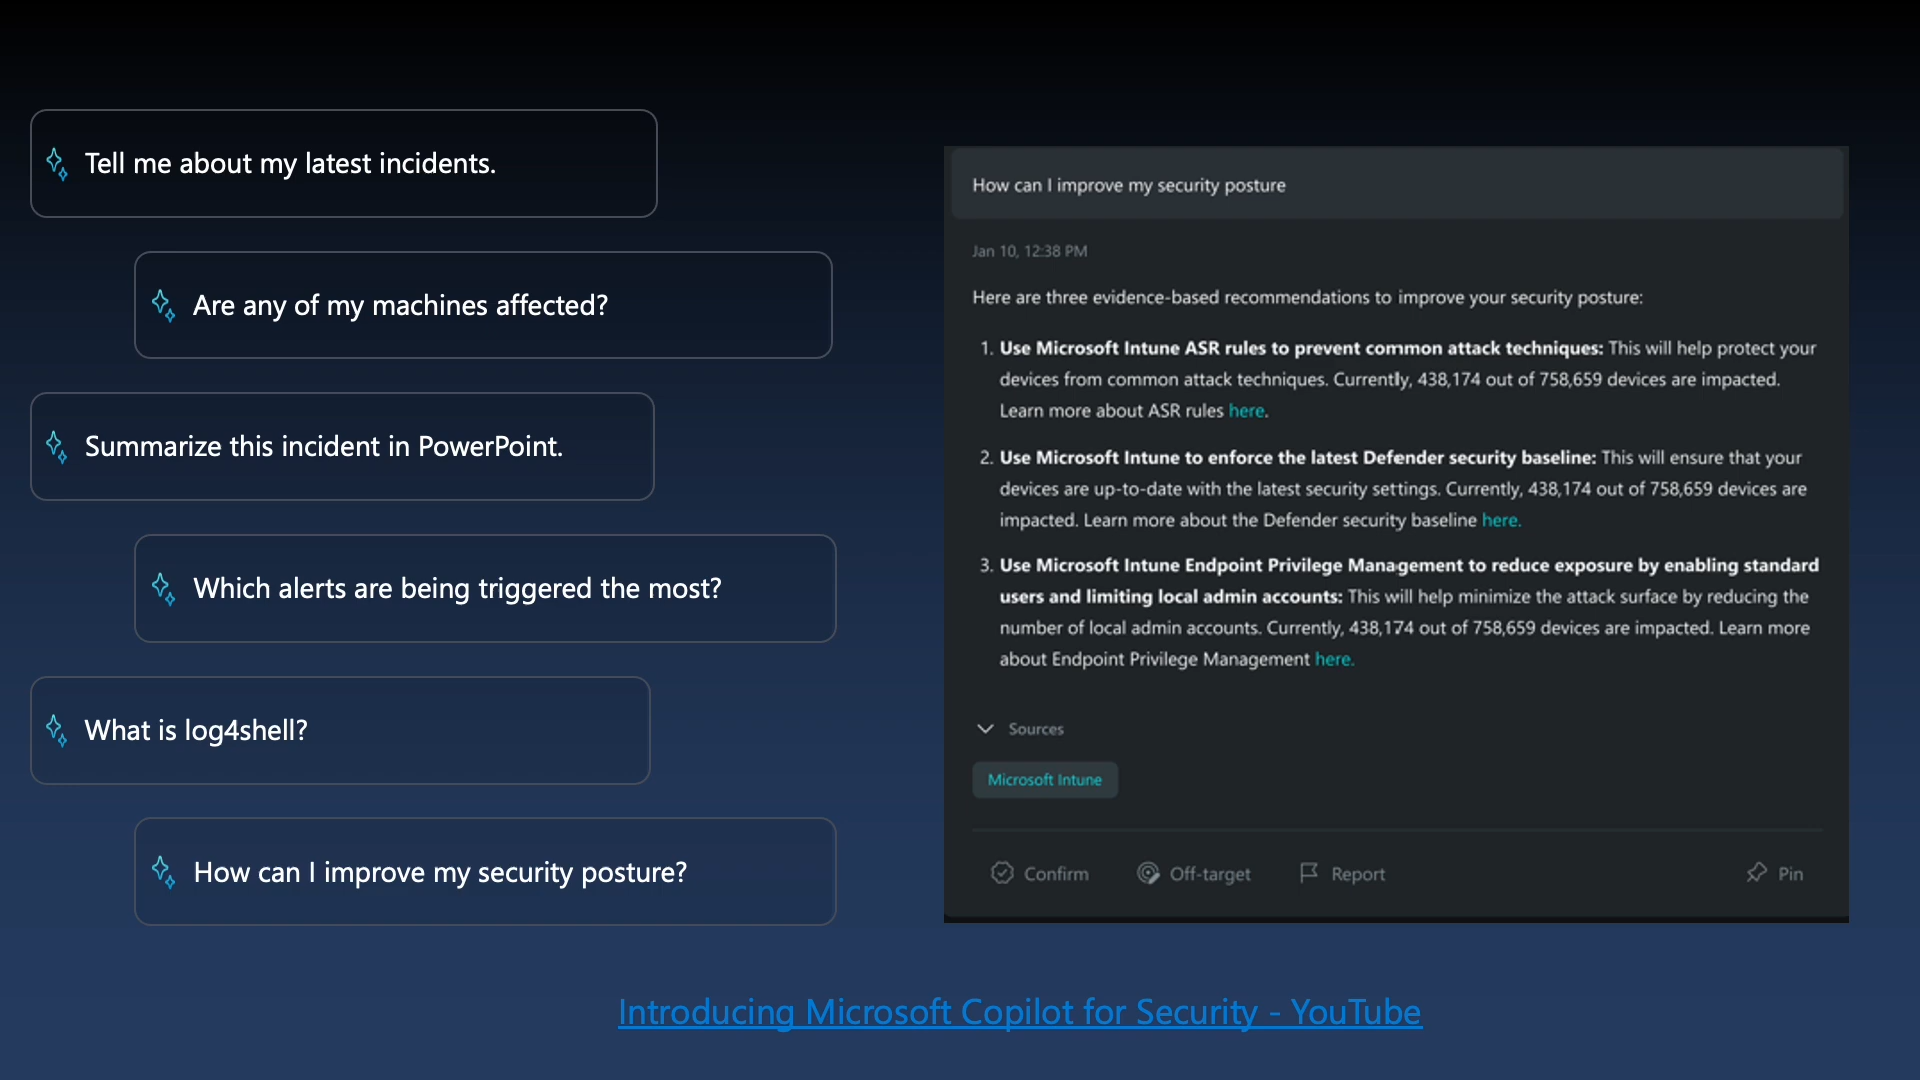 Tell me about my latest incidents.
Are any of my machines affected?
Summarize this incident in PowerPoint.
Which alerts are being triggered the most?
What is log4shell?
How can I improve my security posture?
How can I improve my security posture
Jan 10, 12:38 PM
Here are three evidence-based recommendations to improve your security posture:
1. Use Microsoft Intune ASR rules to prevent common attack techniques: This will help protect your
devices from common attack techniques. Currently, 438,174 out of 758,659 devices are impacted.
Learn more about ASR rules here.
2. Use Microsoft Intune to enforce the latest Defender security baseline: This will ensure that your
devices are up-to-date with the latest security settings. Currently, 438,174 out of 758,659 devices are
impacted. Learn more about the Defender security baseline here.
3. Use Microsoft Intune Endpoint Privilege Management to reduce exposure by enabling standard
users and limiting local admin accounts: This will help minimize the attack surface by reducing the
number of local admin accounts. Currently, 438,174 out of 758,659 devices are impacted. Learn more
about Endpoint Privilege Management here.
Sources
Microsoft Intune
Confirm Off-target Report Pin
Introducing Microsoft Copilot for Security - YouTube